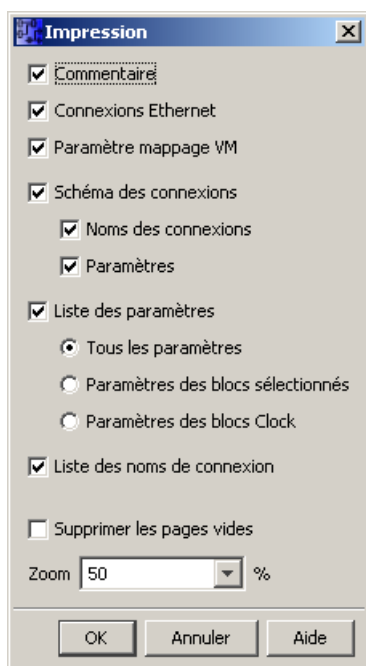 Impression
Commentaire
Connexions Ethernet
Paramètre mappage VM
Schéma des connexions
Noms des connexions
Paramètres
Liste des paramètres
Tous les paramètres
Paramètres des blocs sélectionnés
Paramètres des blocs Clock
Liste des noms de connexion
Supprimer les pages vides
Zoom 50 %
OK Annuler Aide